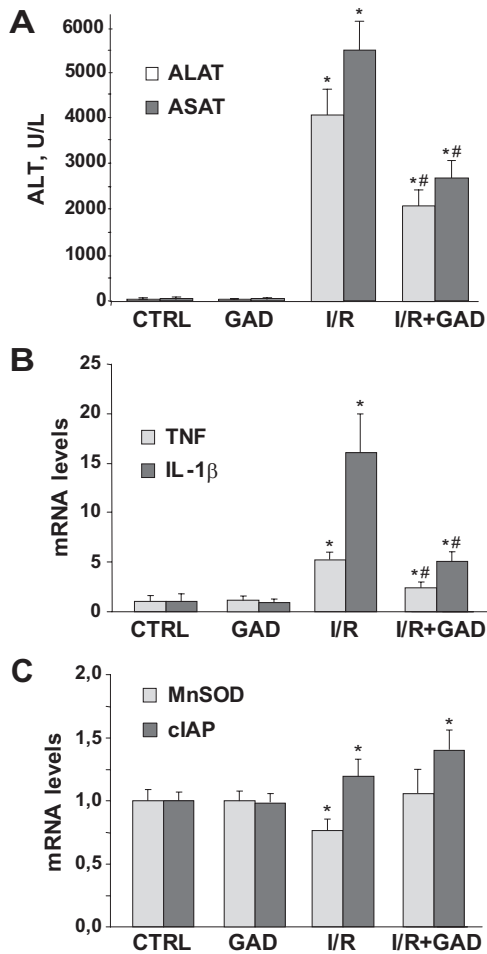 A
ALT, U/L
6000
5000
4000
3000
2000
1000
0
ALAT
ASAT
*
*
*#
*#
CTRL GAD I/R I/R+GAD
B
mRNA levels
25
20
15
10
5
0
TNF
IL-1β
*
*
*#
*#
CTRL GAD I/R I/R+GAD
C
mRNA levels
2,0
1,5
1,0
0,5
0,0
MnSOD
cIAP
*
*
*
CTRL GAD I/R I/R+GAD